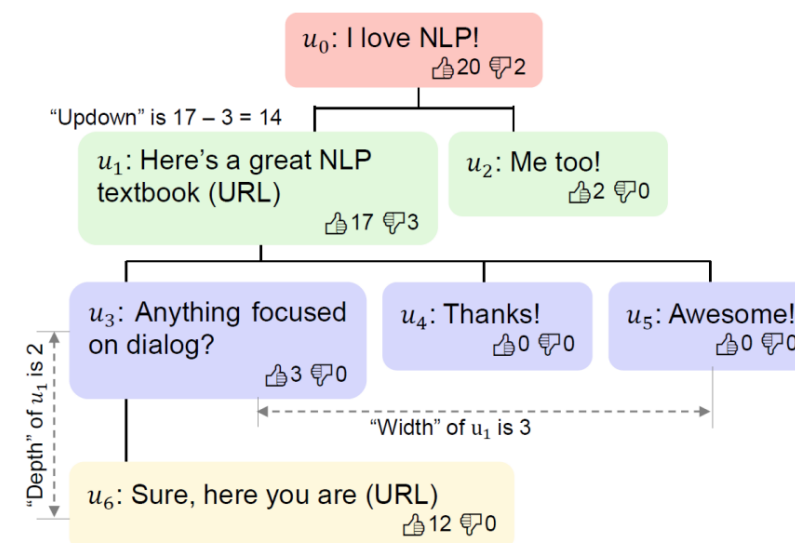 u₀: I love NLP!
20 2
“Updown” is 17 – 3 = 14
u₁: Here’s a great NLP
textbook (URL)
17 3
u₂: Me too!
2 0
u₃: Anything focused
on dialog?
3 0
u₄: Thanks!
0 0
u₅: Awesome!
0 0
“Depth” of u₁ is 2
“Width” of u₁ is 3
u₆: Sure, here you are (URL)
12 0